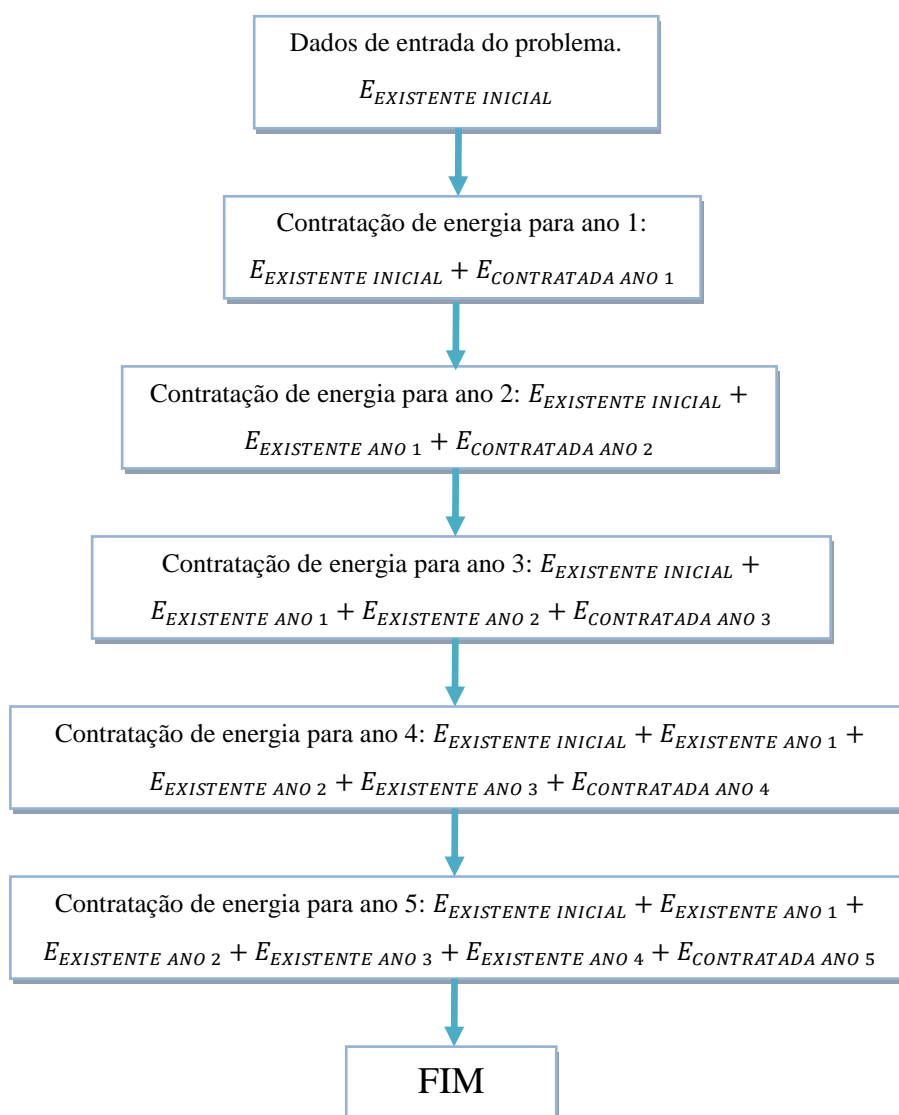 Dados de entrada do problema.
E_{EXISTENTE INICIAL}
Contratação de energia para ano 1:
E_{EXISTENTE INICIAL} + E_{CONTRATADA ANO 1}
Contratação de energia para ano 2: E_{EXISTENTE INICIAL} +
E_{EXISTENTE ANO 1} + E_{CONTRATADA ANO 2}
Contratação de energia para ano 3: E_{EXISTENTE INICIAL} +
E_{EXISTENTE ANO 1} + E_{EXISTENTE ANO 2} + E_{CONTRATADA ANO 3}
Contratação de energia para ano 4: E_{EXISTENTE INICIAL} + E_{EXISTENTE ANO 1} +
E_{EXISTENTE ANO 2} + E_{EXISTENTE ANO 3} + E_{CONTRATADA ANO 4}
Contratação de energia para ano 5: E_{EXISTENTE INICIAL} + E_{EXISTENTE ANO 1} +
E_{EXISTENTE ANO 2} + E_{EXISTENTE ANO 3} + E_{EXISTENTE ANO 4} + E_{CONTRATADA ANO 5}
FIM